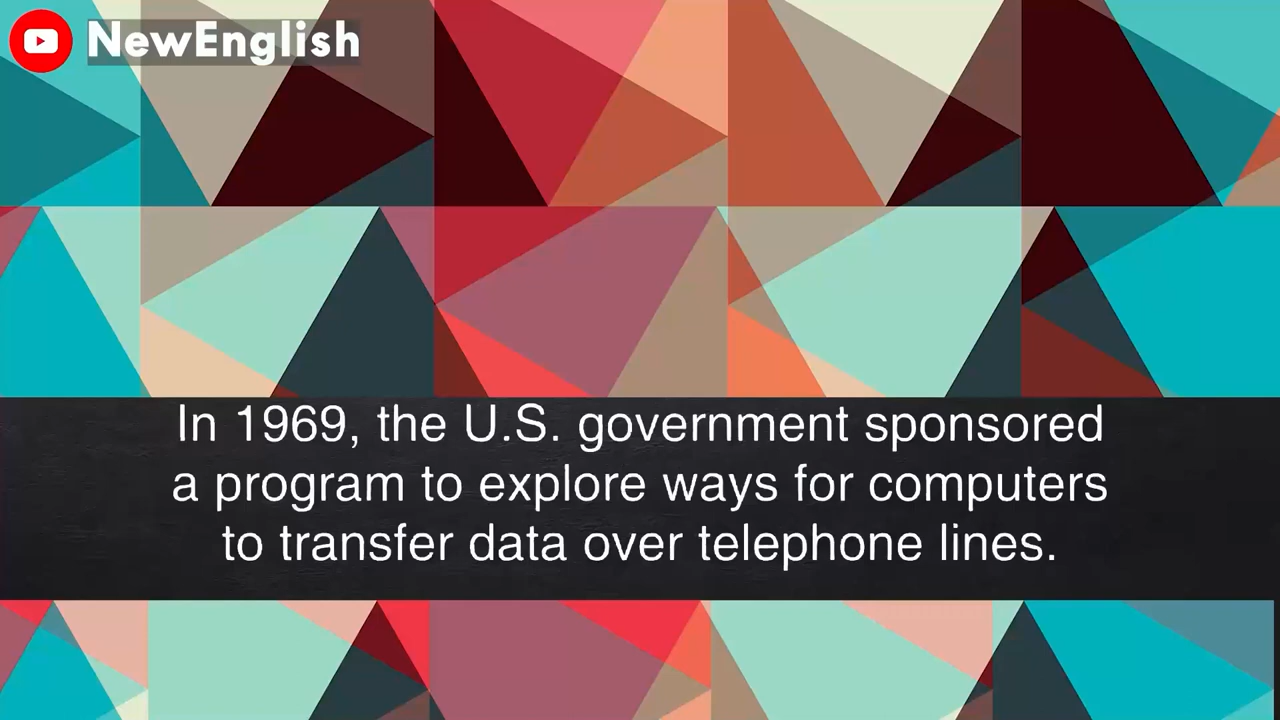 NewEnglish
In 1969, the U.S. government sponsored
a program to explore ways for computers
to transfer data over telephone lines.